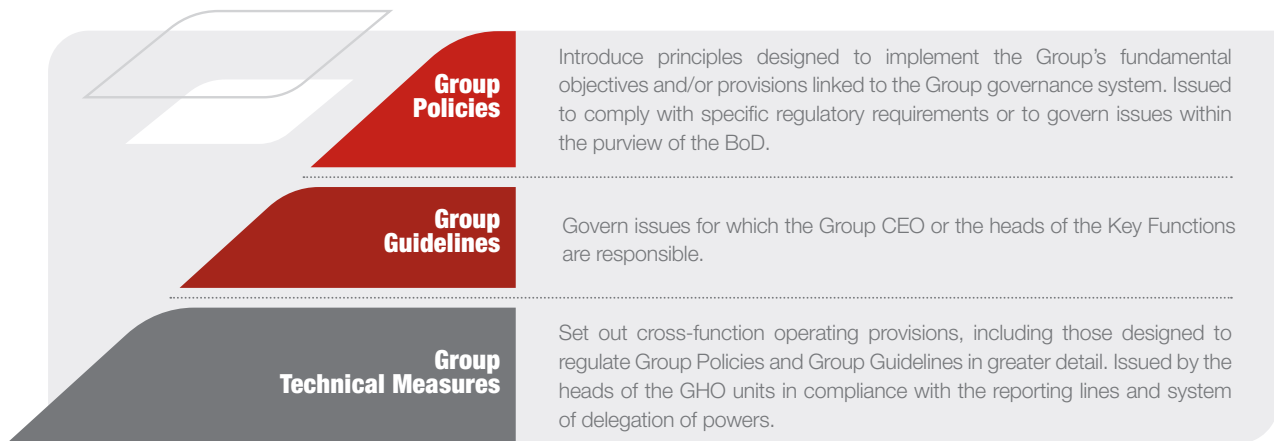 Group
Policies
Introduce principles designed to implement the Group's fundamental
objectives and/or provisions linked to the Group governance system. Issued
to comply with specific regulatory requirements or to govern issues within
the purview of the BoD.
Group
Guidelines
Govern issues for which the Group CEO or the heads of the Key Functions
are responsible.
Group
Technical Measures
Set out cross-function operating provisions, including those designed to
regulate Group Policies and Group Guidelines in greater detail. Issued by the
heads of the GHO units in compliance with the reporting lines and system
of delegation of powers.